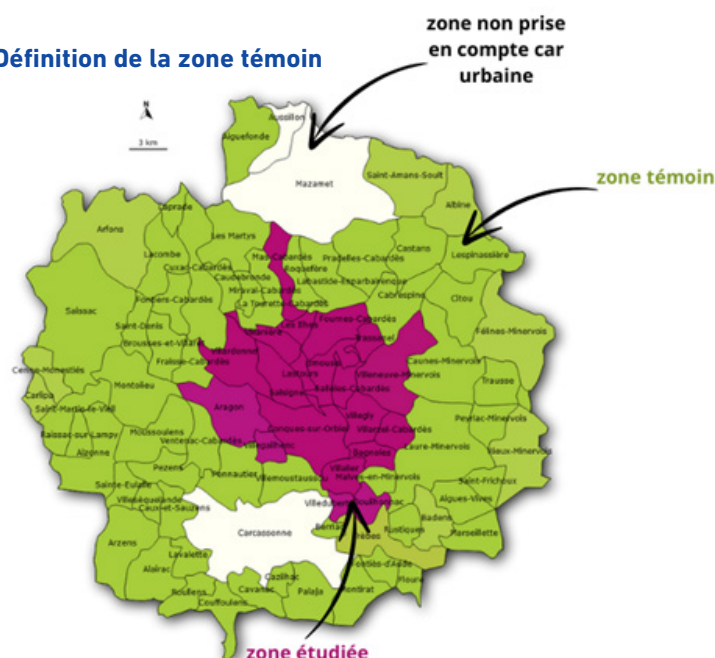 zone non prise
en compte car
urbaine
Définition de la zone témoin
N
3 km
zone témoin
Aussillon
Aiguefonde
Mazamet
Saint-Amans-Soult
Albine
Arfons
Laprade
Les Martys
Lacombe
Mas-Cabardès
Pradelles-Cabardès
Castans
Lespinassière
Cuxac-Cabardès
Roquefère
Caudebronde
Labastide-Esparbairenque
Miraval-Cabardès
Cabrespine
Citou
Fontiers-Cabardès
La Tourette-Cabardès
Saissac
Fournes-Cabardès
Saint-Denis
Les Ilhes
Villanière
Trassanel
Félines-Minervois
Brousses-et-Villaret
Villardonnel
Fraisse-Cabardès
Limousis
Caunes-Minervois
Lastours
Villeneuve-Minervois
Cenne-Monestiés
Montolieu
Salsigne
Sallèles-Cabardès
Trausse
Carlipa
Saint-Martin-le-Vieil
Aragon
Villegly
Peyriac-Minervois
Raissac-sur-Lampy
Moussoulens
Conques-sur-Orbiel
Villarzel-Cabardès
Ventenac-Cabardès
Villegailhenc
Laure-Minervois
Rieux-Minervois
Alzonne
Bagnoles
Pezens
Villalier
Pennautier
Villemoustaussou
Malves-en-Minervois
Saint-Frichoux
Sainte-Eulalie
Villesèquelande
Aigues-Vives
Caux-et-Sauzens
Villedubert
Bouilhonnac
Badens
Carcassonne
Berriac
Trèbes
Rustiques
Marseillette
Arzens
Lavalette
Alairac
Cazilhac
Fontiès-d'Aude
Roullens
Cavanac
Palaja
Montirat
Floure
Couffoulens
zone étudiée